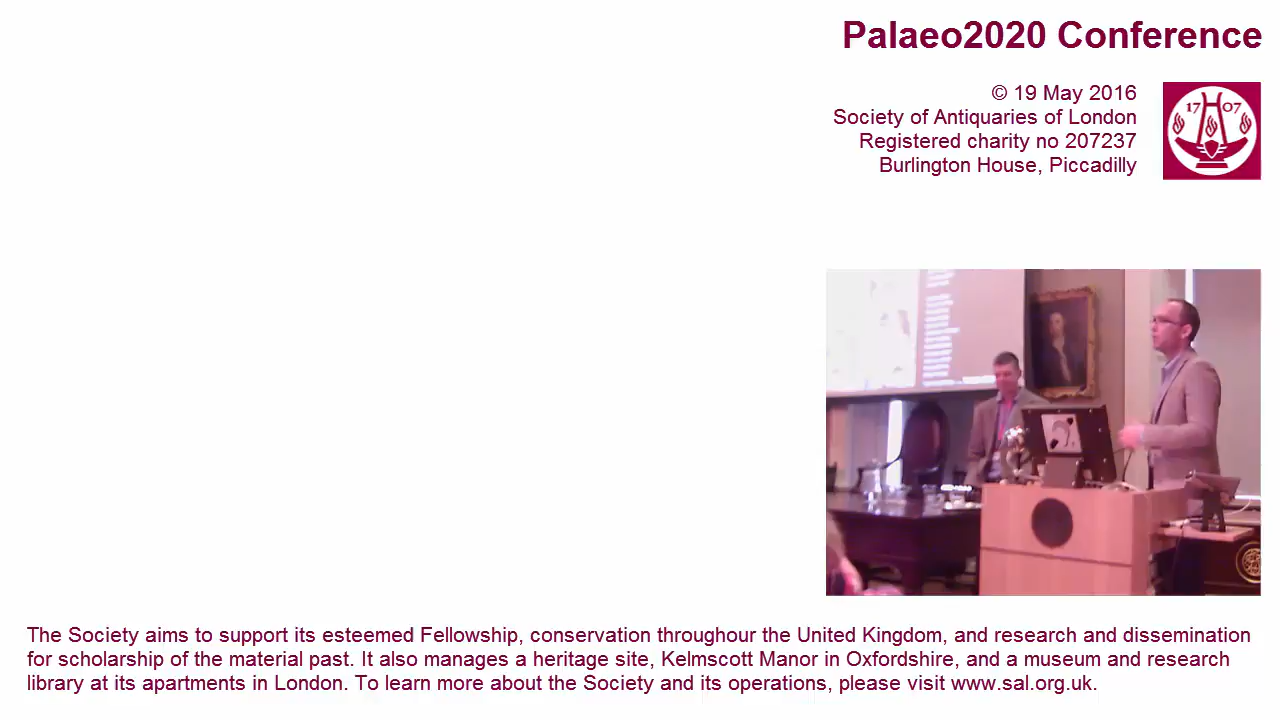 Palaeo2020 Conference
© 19 May 2016
Society of Antiquaries of London
Registered charity no 207237
Burlington House, Piccadilly
17 07
The Society aims to support its esteemed Fellowship, conservation throughour the United Kingdom, and research and dissemination
for scholarship of the material past. It also manages a heritage site, Kelmscott Manor in Oxfordshire, and a museum and research
library at its apartments in London. To learn more about the Society and its operations, please visit www.sal.org.uk.